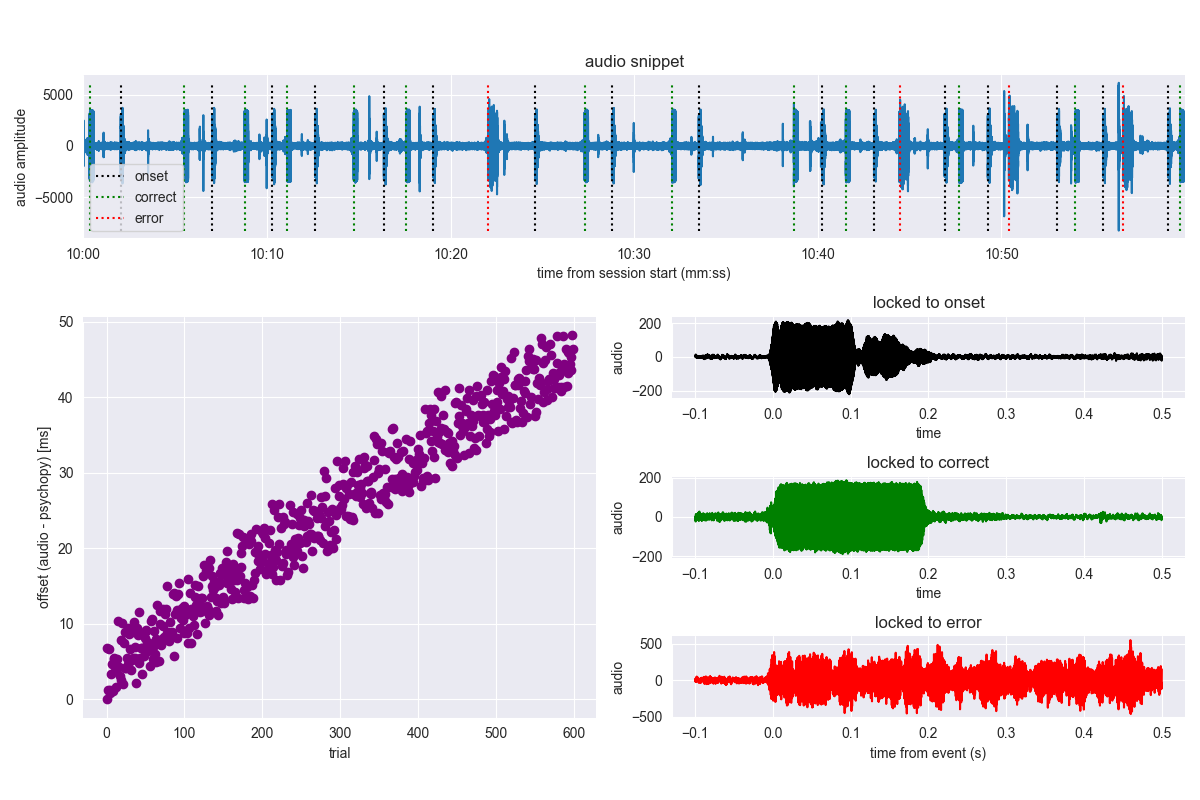 audio snippet
audio amplitude
5000
0
−5000
onset
correct
error
10:00 10:10 10:20 10:30 10:40 10:50
time from session start (mm:ss)
offset (audio - psychopy) [ms]
50
40
30
20
10
0
0 100 200 300 400 500 600
trial
locked to onset
audio
200
0
−200
−0.1 0.0 0.1 0.2 0.3 0.4 0.5
time
locked to correct
audio
200
0
−200
−0.1 0.0 0.1 0.2 0.3 0.4 0.5
time
locked to error
audio
500
0
−500
−0.1 0.0 0.1 0.2 0.3 0.4 0.5
time from event (s)